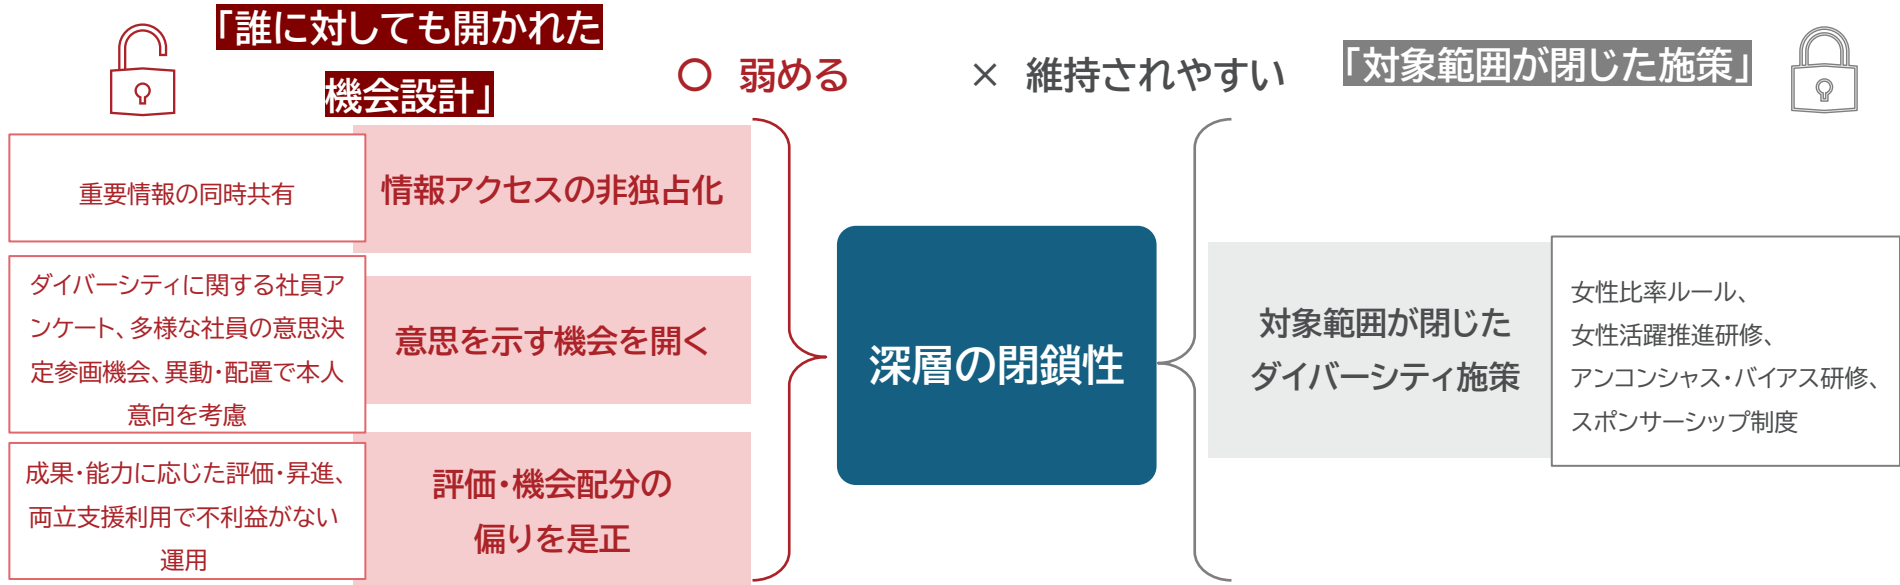 「誰に対しても開かれた
機会設計」
〇 弱める
× 維持されやすい
「対象範囲が閉じた施策」
重要情報の同時共有
情報アクセスの非独占化
ダイバーシティに関する社員ア
ンケート、多様な社員の意思決
定参画機会、異動・配置で本人
意向を考慮
意思を示す機会を開く
成果・能力に応じた評価・昇進、
両立支援利用で不利益がない
運用
評価・機会配分の
偏りを是正
深層の閉鎖性
対象範囲が閉じた
ダイバーシティ施策
女性比率ルール、
女性活躍推進研修、
アンコンシャス・バイアス研修、
スポンサーシップ制度